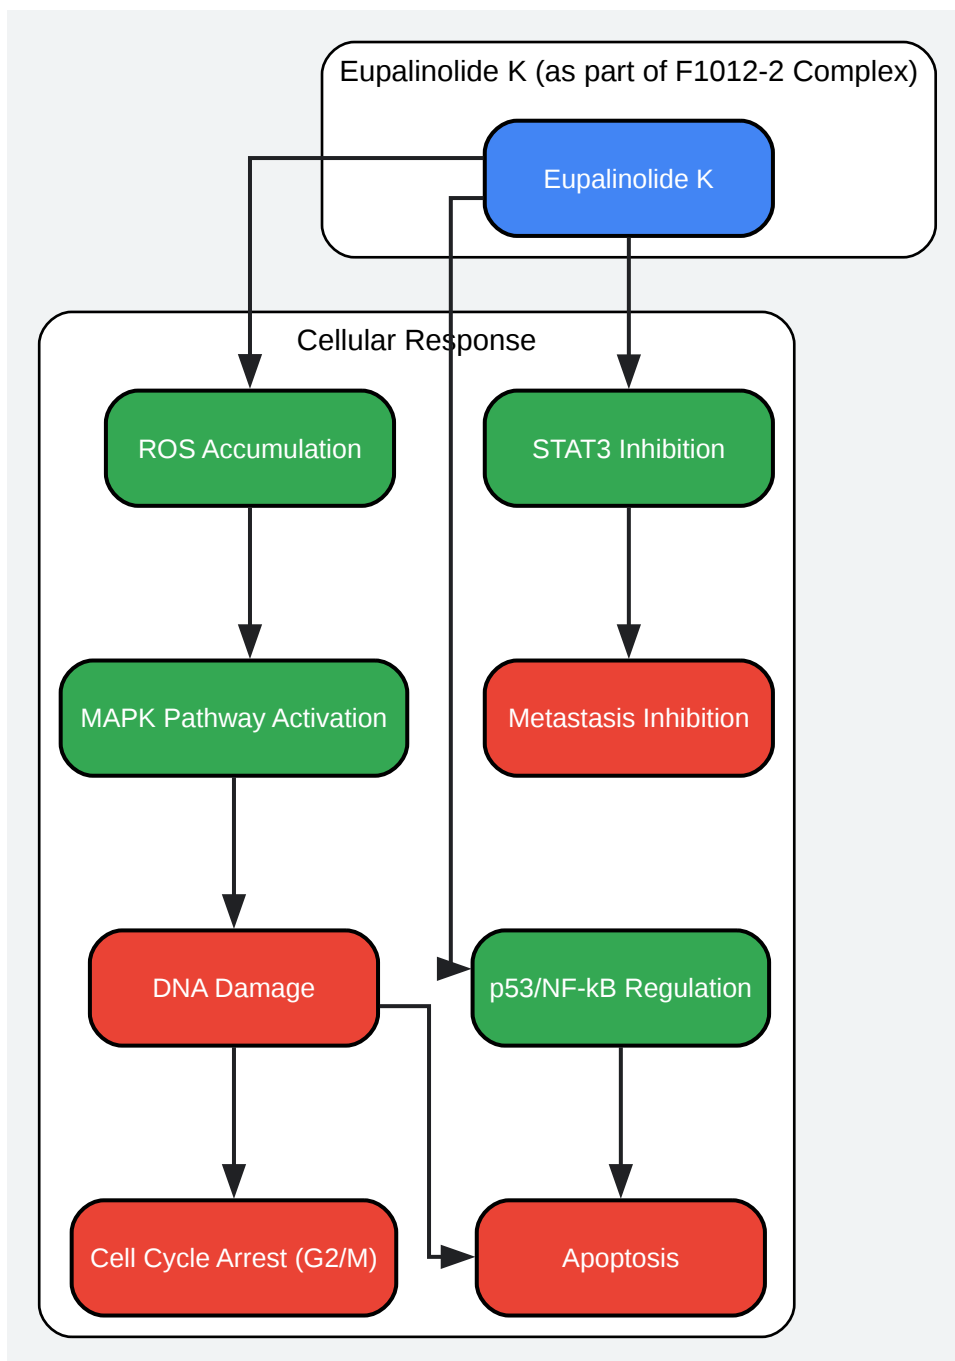 Eupalinolide K (as part of F1012-2 Complex)
Eupalinolide K
Cellular Response
ROS Accumulation
STAT3 Inhibition
MAPK Pathway Activation
Metastasis Inhibition
DNA Damage
p53/NF-kB Regulation
Cell Cycle Arrest (G2/M)
Apoptosis